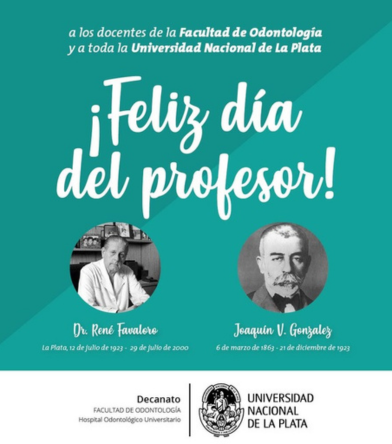 a los docentes de la Facultad de Odontología
y a toda la Universidad Nacional de La Plata
¡Feliz día
del profesor!
Dr. René Favaloro
La Plata, 12 de julio de 1923 - 29 de julio de 2000
Joaquín V. Gonzalez
6 de marzo de 1863 - 21 de diciembre de 1923
Decanato
FACULTAD DE ODONTOLOGÍA
Hospital Odontológico Universitario
UNIVERSIDAD
NACIONAL
DE LA PLATA